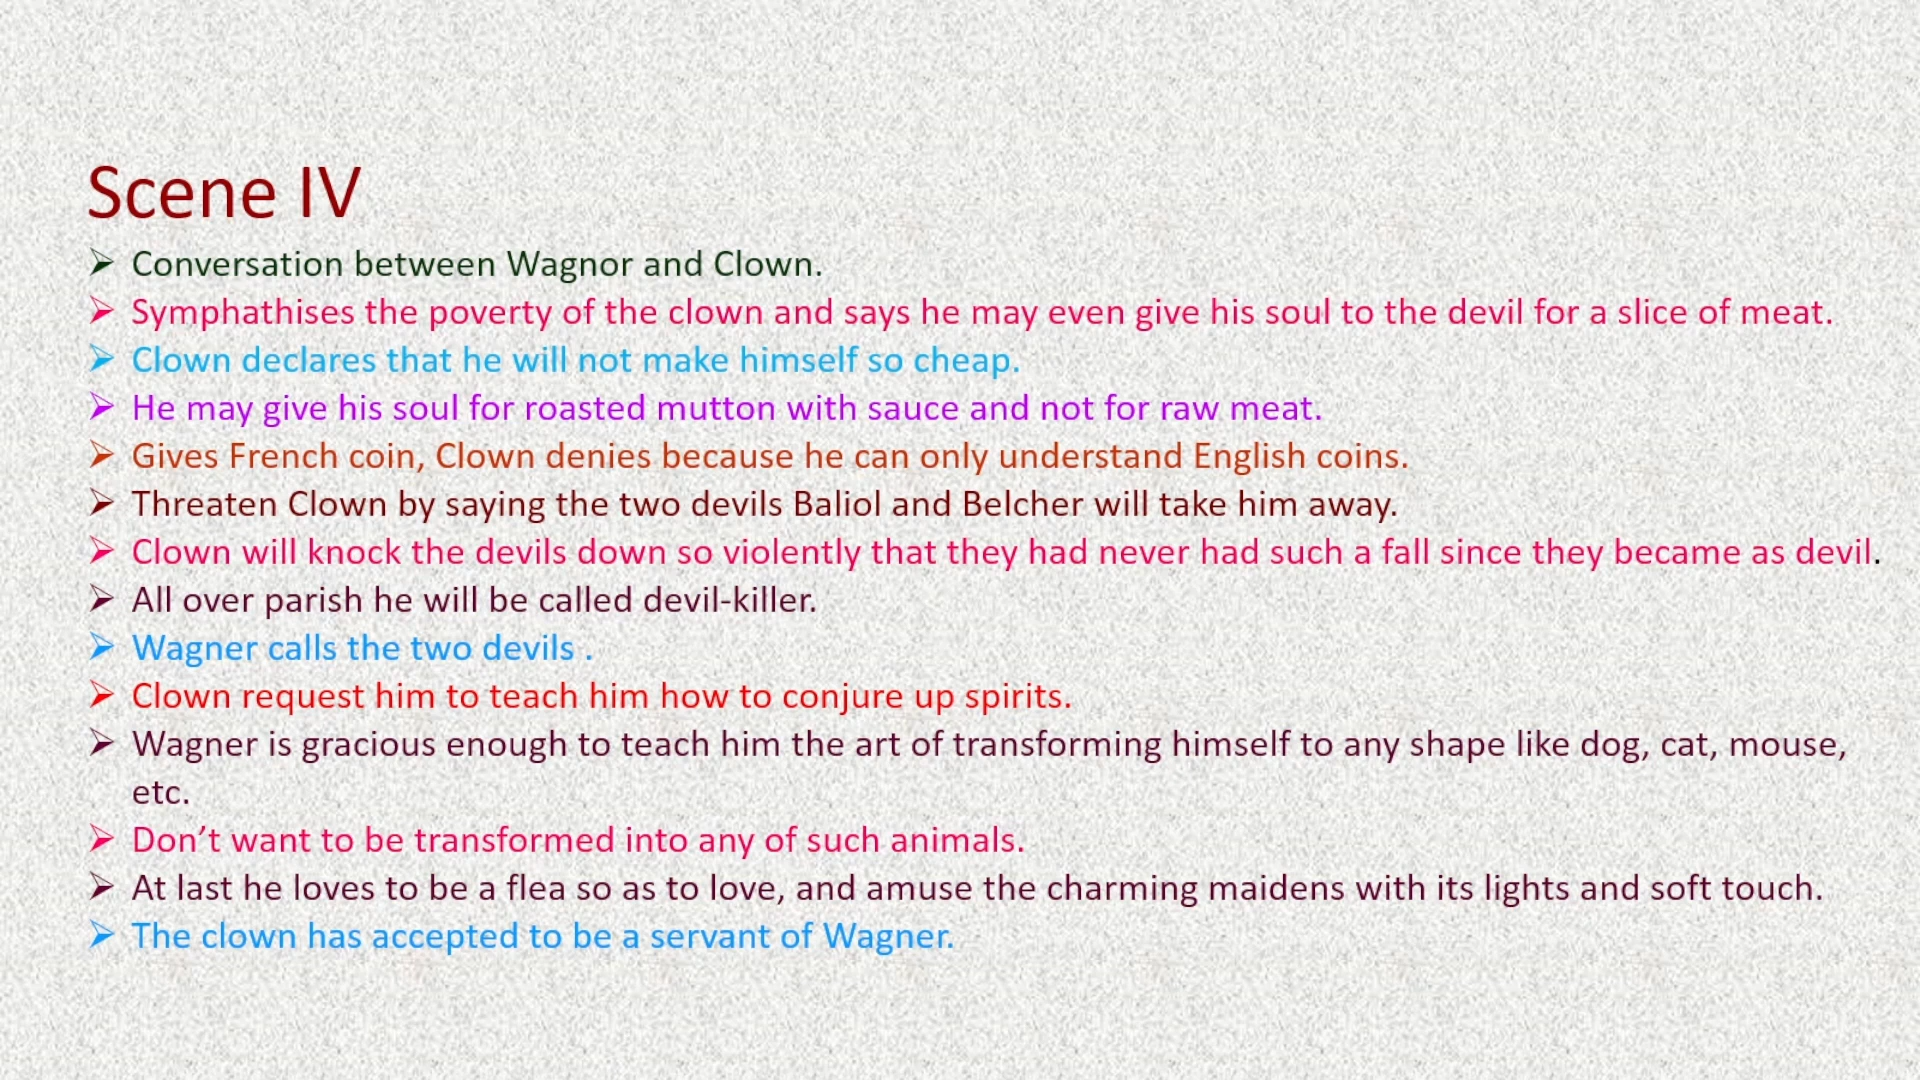 Scene IV
➢ Conversation between Wagnor and Clown.
➢ Symphathises the poverty of the clown and says he may even give his soul to the devil for a slice of meat.
➢ Clown declares that he will not make himself so cheap.
➢ He may give his soul for roasted mutton with sauce and not for raw meat.
➢ Gives French coin, Clown denies because he can only understand English coins.
➢ Threaten Clown by saying the two devils Baliol and Belcher will take him away.
➢ Clown will knock the devils down so violently that they had never had such a fall since they became as devil.
➢ All over parish he will be called devil-killer.
➢ Wagner calls the two devils .
➢ Clown request him to teach him how to conjure up spirits.
➢ Wagner is gracious enough to teach him the art of transforming himself to any shape like dog, cat, mouse,
etc.
➢ Don’t want to be transformed into any of such animals.
➢ At last he loves to be a flea so as to love, and amuse the charming maidens with its lights and soft touch.
➢ The clown has accepted to be a servant of Wagner.